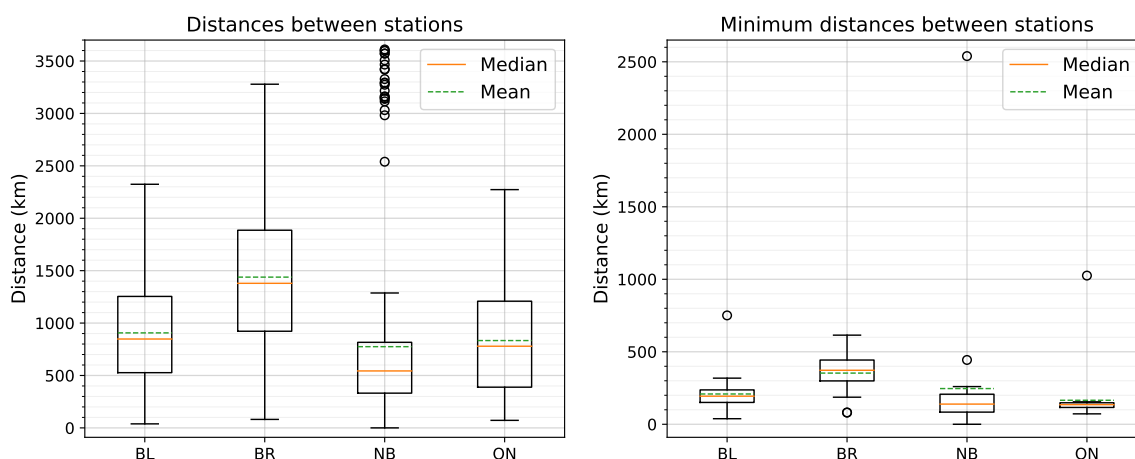 Distances between stations
Distance (km)
3500
3000
2500
2000
1500
1000
500
0
BL BR NB ON
Median
Mean
Minimum distances between stations
Distance (km)
2500
2000
1500
1000
500
0
BL BR NB ON
Median
Mean